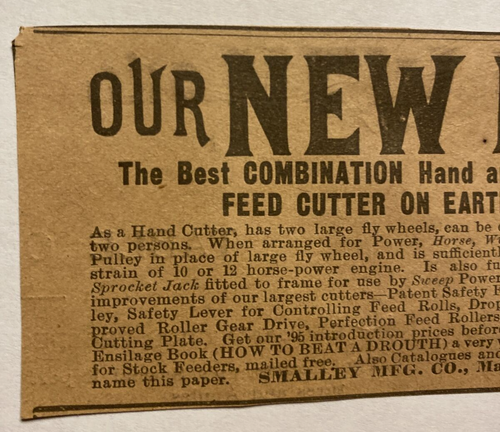 OUR NEW
The Best COMBINATION Hand a
FEED CUTTER ON EART
As a Hand Cutter, has two large fly wheels, can be
two persons. When arranged for Power, Horse, W
Pulley in place of large fly wheel, and is sufficient
strain of 10 or 12 horse-power engine. Is also fu
Sprocket Jack fitted to frame for use by Sweep Power
improvements of our largest cutters—Patent Safety
ley, Safety Lever for Controlling Feed Rolls, Drop
proved Roller Gear Drive, Perfection Feed Rollers
Cutting Plate. Get our '95 introduction prices before
Ensilage Book (HOW TO BEAT A DROUTH) a very
for Stock Feeders, mailed free. Also Catalogues and
name this paper. SMALLEY MFG. CO., Ma